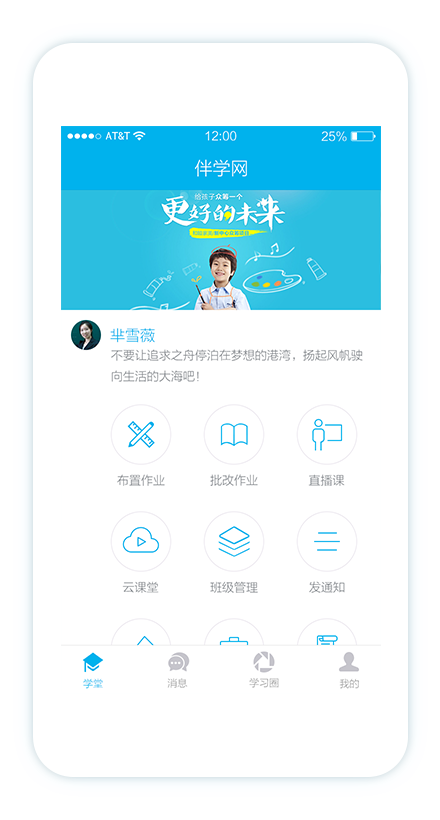 AT&T 12:00 25%
伴学网
给孩子众筹一个
更好的未来
芈雪薇
不要让追求之舟停泊在梦想的港湾，扬起风帆驶
向生活的大海吧！
布置作业 批改作业 直播课
云课堂 班级管理 发通知
学堂 消息 学习圈 我的